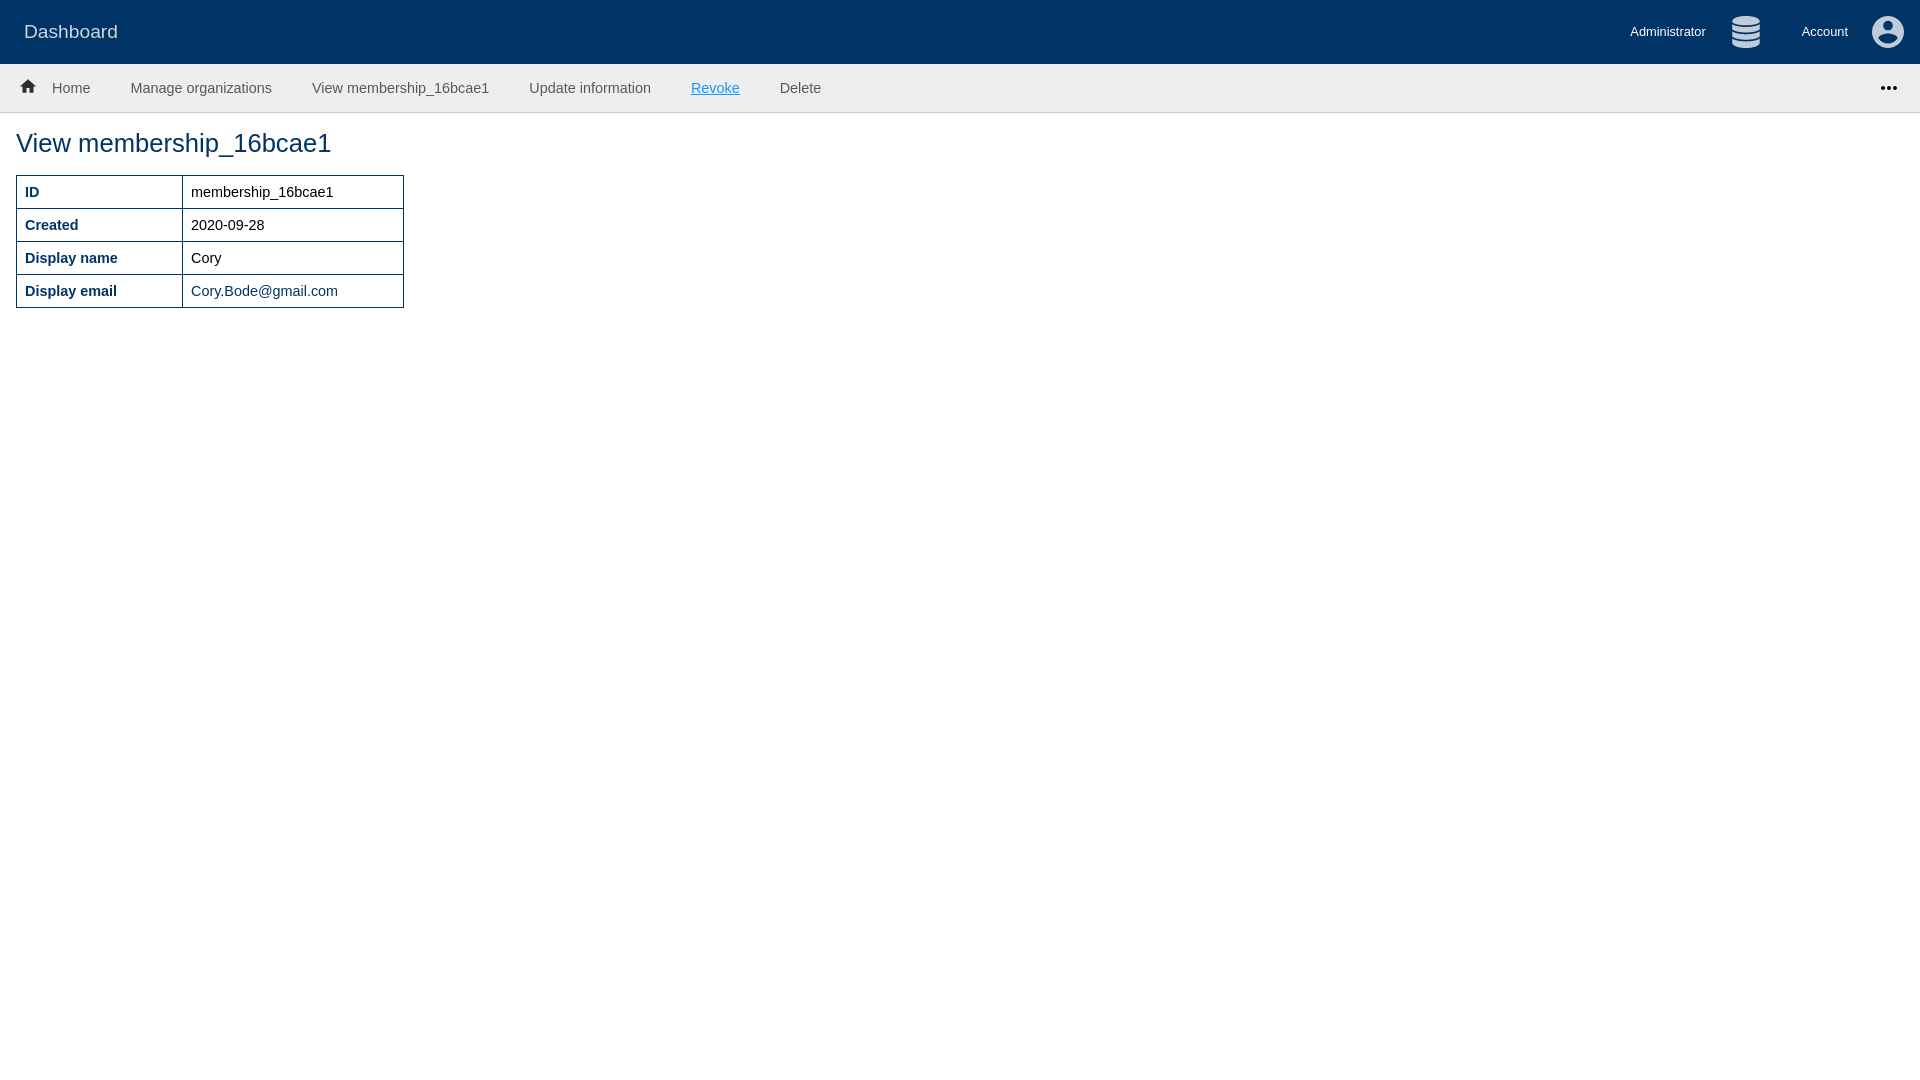 Dashboard
Administrator
Account
Home
Manage organizations
View membership_16bcae1
Update information
Revoke
Delete
View membership_16bcae1
ID membership_16bcae1
Created 2020-09-28
Display name Cory
Display email Cory.Bode@gmail.com